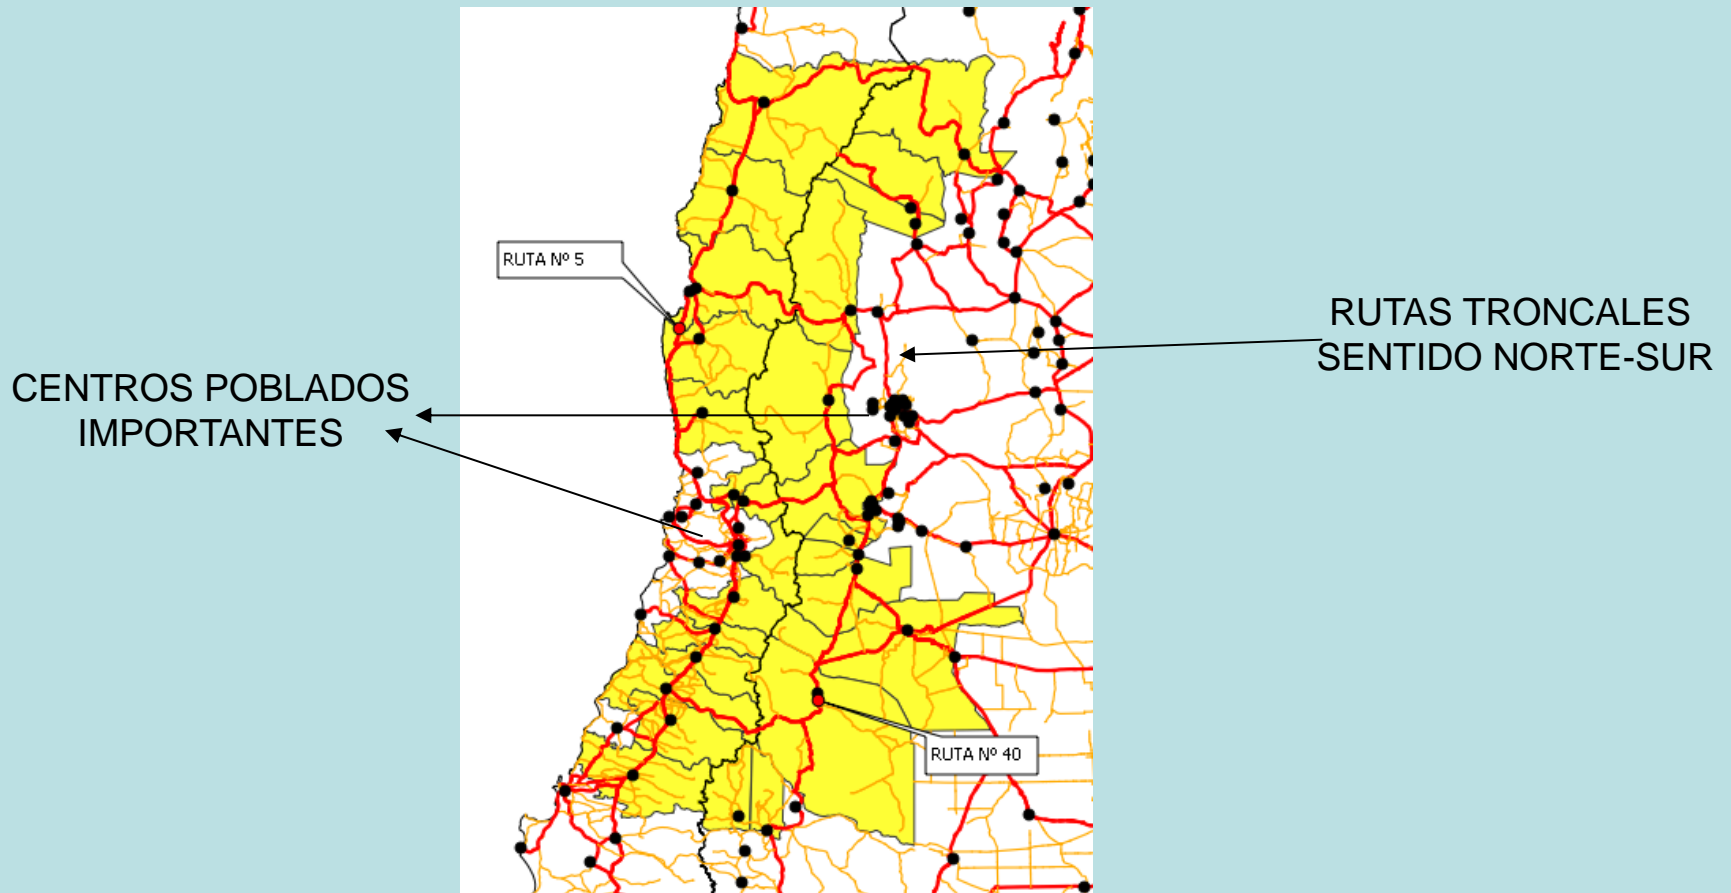 RUTA Nº 5
RUTAS TRONCALES
SENTIDO NORTE-SUR
CENTROS POBLADOS
IMPORTANTES
RUTA Nº 40